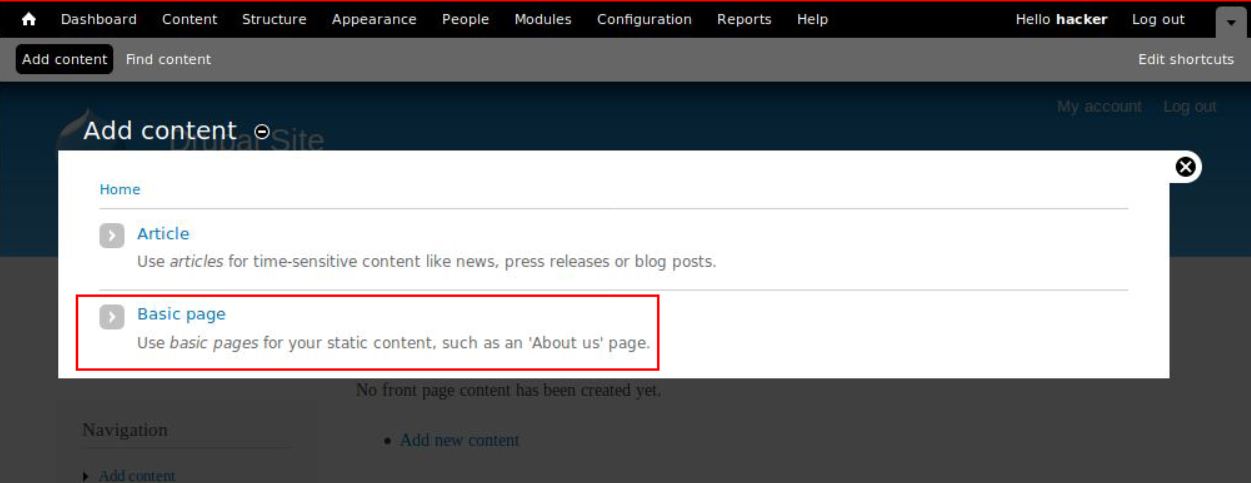 Dashboard Content Structure Appearance People Modules Configuration Reports Help Hello hacker Log out
Add content Find content Edit shortcuts
My account Log out
Add content
Drupal Site
Home
Article
Use articles for time-sensitive content like news, press releases or blog posts.
Basic page
Use basic pages for your static content, such as an 'About us' page.
No front page content has been created yet.
Navigation
Add new content
Add content